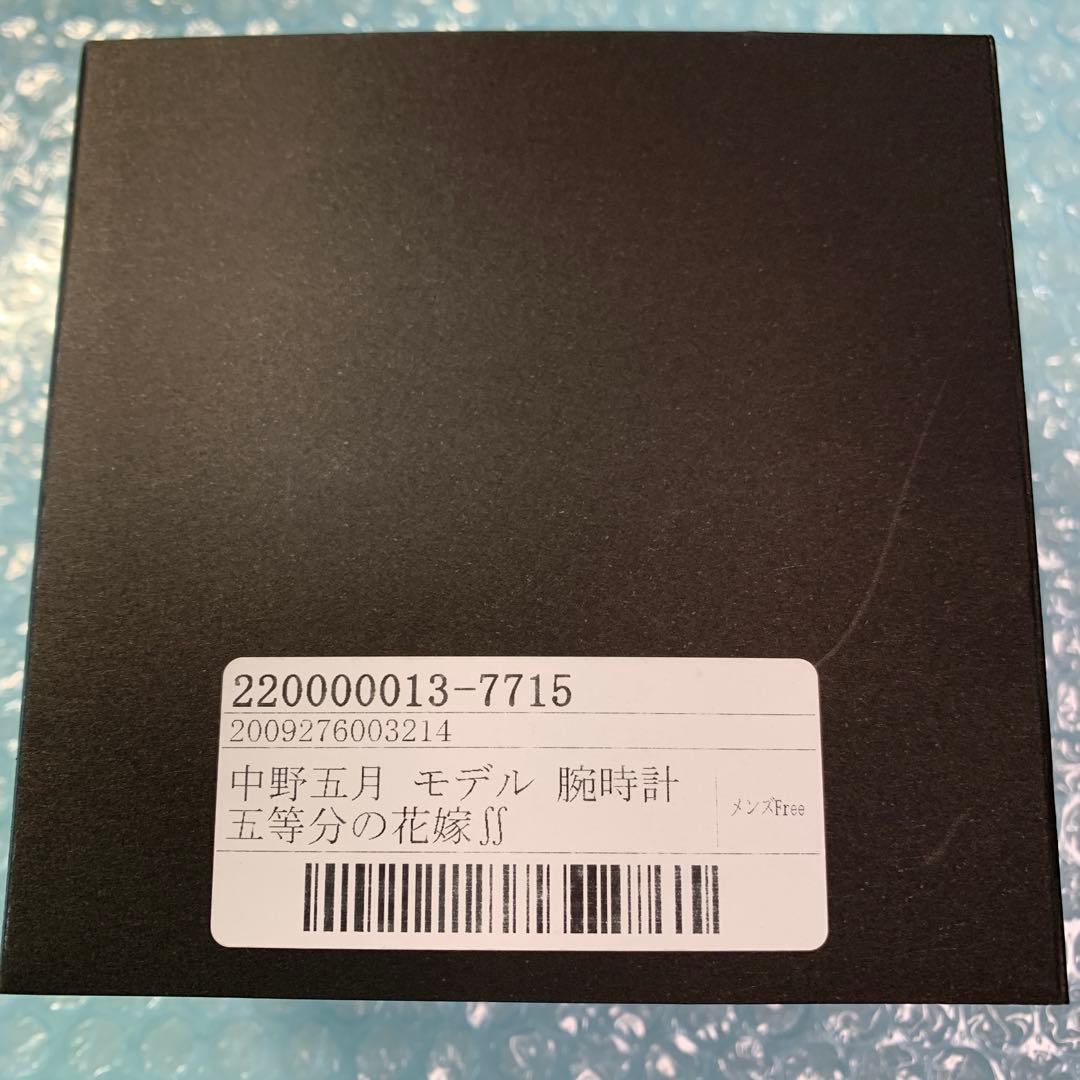 220000013-7715
2009276003214
中野五月 モデル 腕時計
五等分の花嫁∬
メンズFree